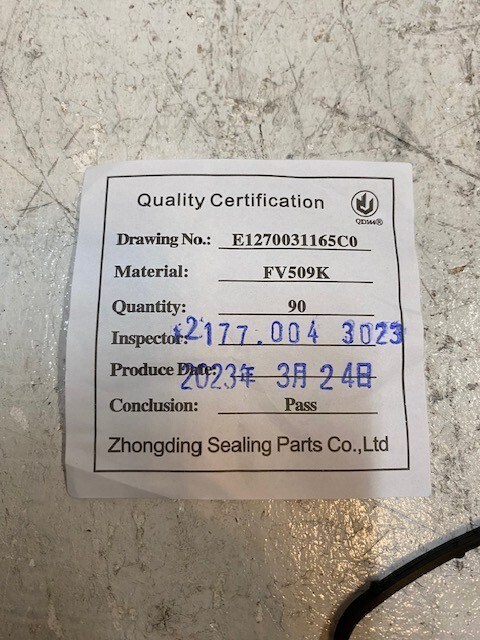 Quality Certification
QDI44®
Drawing No.: E1270031165C0
Material: FV509K
Quantity: 90
Inspector: 2177.004 3023
Produce Date: 2023年 3月24日
Conclusion: Pass
Zhongding Sealing Parts Co.,Ltd